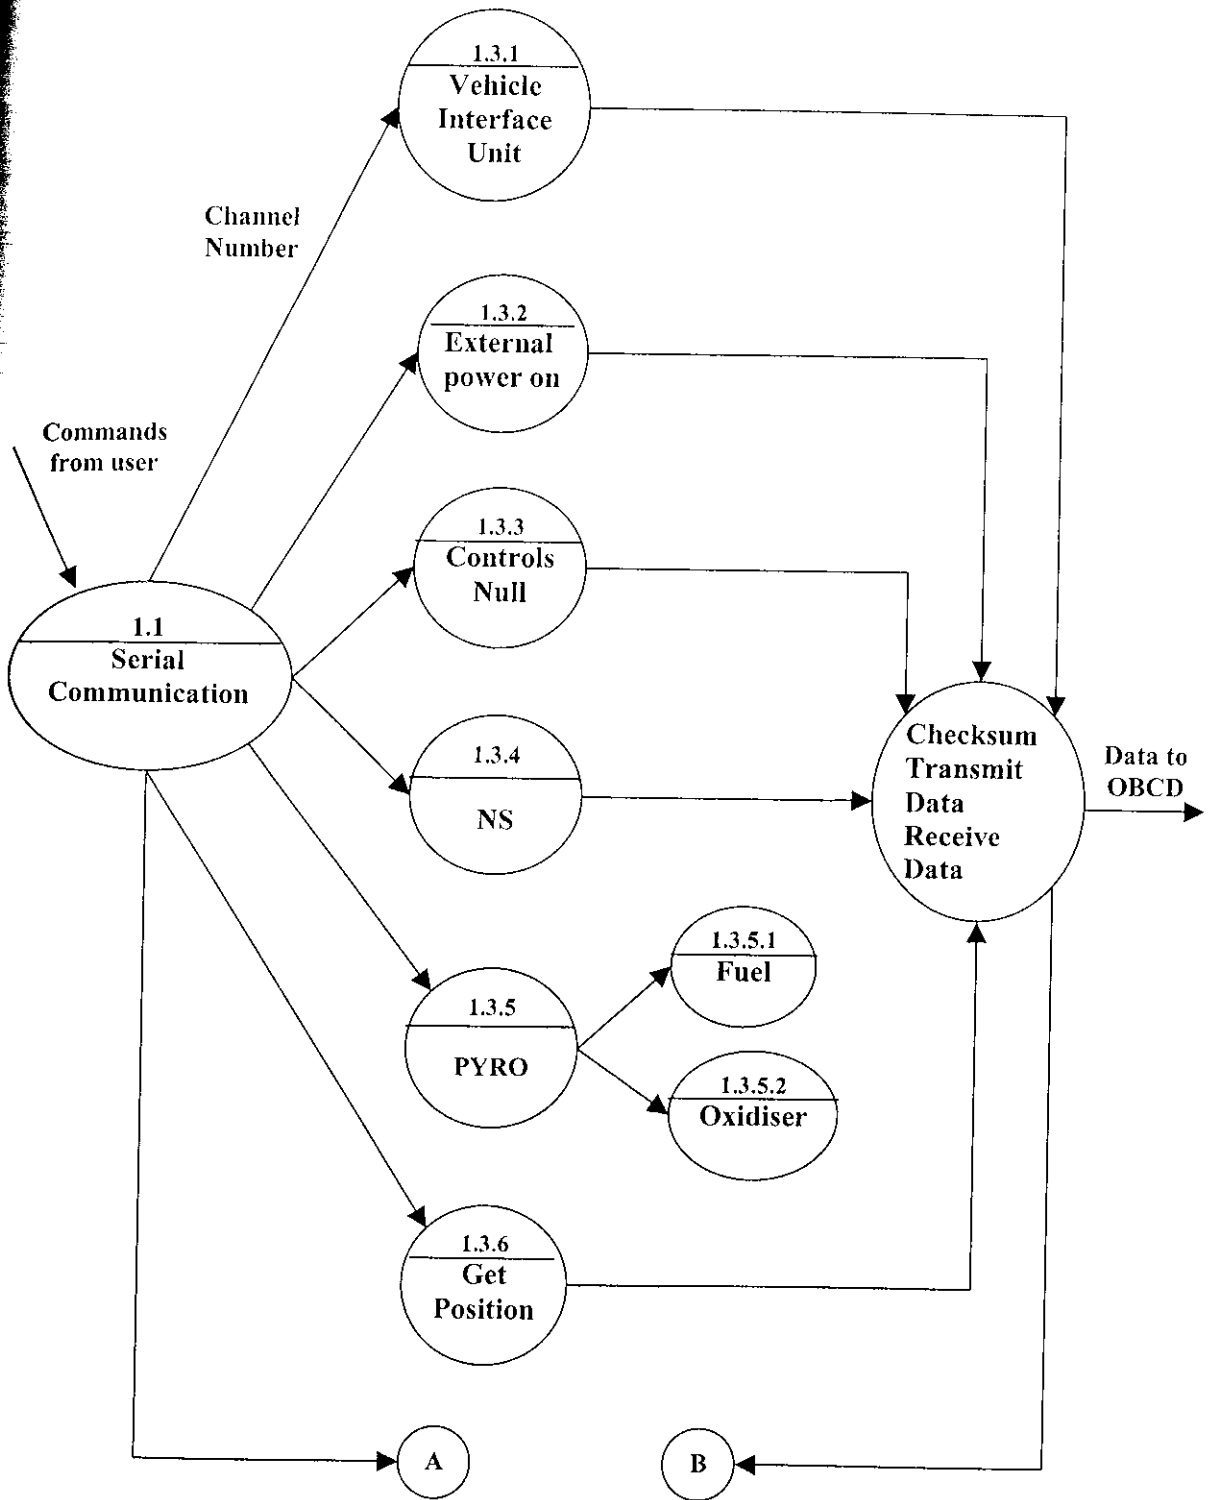 1.3.1
Vehicle
Interface
Unit
Channel
Number
1.3.2
External
power on
Commands
from user
1.3.3
Controls
Null
1.1
Serial
Communication
1.3.4
NS
Checksum
Transmit
Data
Receive
Data
Data to
OBCD
1.3.5.1
Fuel
1.3.5
PYRO
1.3.5.2
Oxidiser
1.3.6
Get
Position
A
B